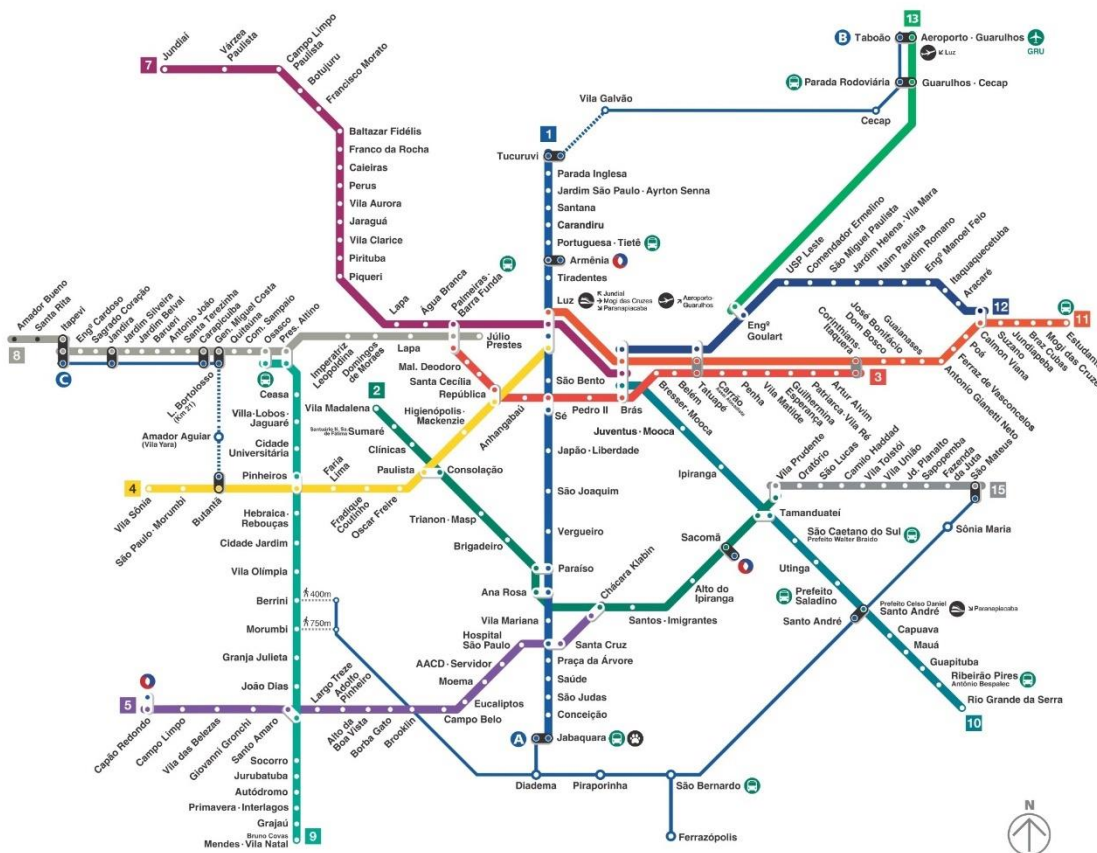 13
B
Taboão
Aeroporto · Guarulhos
GRU
Luz
Parada Rodoviária
Guarulhos · Cecap
Vila Galvão
Cecap
7
Jundiaí
Várzea
Paulista
Campo Limpo
Paulista
Botujuru
Francisco Morato
Baltazar Fidélis
Franco da Rocha
Caieiras
Perus
Vila Aurora
Jaraguá
Vila Clarice
Pirituba
Piqueri
Lapa
Água Branca
Palmeiras·
Barra Funda
1
Tucuruvi
Parada Inglesa
Jardim São Paulo · Ayrton Senna
Santana
Carandiru
Portuguesa · Tietê
Armênia
Tiradentes
Luz
Jundiaí
Mogi das Cruzes
Paranapiacaba
Aeroporto
Guarulhos
São Bento
Sé
Japão · Liberdade
São Joaquim
Vergueiro
Paraíso
Ana Rosa
Vila Mariana
Santa Cruz
Praça da Árvore
Saúde
São Judas
Conceição
A
Jabaquara
USP Leste
Comendador Ermelino
São Miguel Paulista
Jardim Helena · Vila Mara
Itaim Paulista
Jardim Romano
Engº Manoel Feio
Itaquaquecetuba
Aracaré
12
11
Engº
Goulart
Corinthians·
Itaquera
Dom Bosco
José Bonifácio
Guaianases
Antonio Gianetti Neto
Ferraz de Vasconcelos
Poá
Calmon Viana
Suzano
Jundiapeba
Braz Cubas
Mogi das Cruzes
Estudantes
3
Lapa
Mal. Deodoro
Santa Cecília
República
Anhangabaú
Pedro II
Brás
Bresser · Mooca
Belém
Tatuapé
Carrão
Penha
Vila Matilde
Guilhermina
Esperança
Patriarca · Vila Ré
Artur Alvim
8
Amador Bueno
Santa Rita
Itapevi
Engº Cardoso
Sagrado Coração
Jandira
Jardim Silveira
Jardim Belval
Barueri
Antonio João
Santa Terezinha
Carapicuíba
Gen. Miguel Costa
Quitaúna
Com. Sampaio
Osasco
Pres. Altino
Imperatriz
Leopoldina
Domingos
de Moraes
Júlio
Prestes
C
L. Bortolosso
(Km 21)
Amador Aguiar
(Vila Yara)
Ceasa
Villa-Lobos·
Jaguaré
Cidade
Universitária
Pinheiros
Hebraica·
Rebouças
Cidade Jardim
Vila Olímpia
Berrini
400m
Morumbi
750m
Granja Julieta
João Dias
Santo Amaro
Socorro
Jurubatuba
Autódromo
Primavera · Interlagos
Grajaú
Bruno Covas
Mendes · Vila Natal
9
4
Vila Sônia
São Paulo · Morumbi
Butantã
Faria
Lima
Fradique
Coutinho
Oscar Freire
Paulista
Higienópolis·
Mackenzie
2
Vila Madalena
Santuário N. Sra.
de Fátima
Sumaré
Clínicas
Consolação
Trianon · Masp
Brigadeiro
Chácara Klabin
Santos · Imigrantes
Alto do
Ipiranga
Sacomã
Tamanduateí
Vila Prudente
Oratório
São Lucas
Camilo Haddad
Vila Tolstói
Vila União
Jd. Planalto
Sapopemba
Fazenda
da Juta
São Mateus
15
Juventus · Mooca
Ipiranga
São Caetano do Sul
Prefeito Walter Braido
Utinga
Prefeito
Saladino
Prefeito Celso Daniel
Santo André
Paranapiacaba
Santo André
Capuava
Mauá
Guapituba
Ribeirão Pires
Antônio Bespalec
Rio Grande da Serra
10
Sônia Maria
5
Capão Redondo
Campo Limpo
Vila das Belezas
Giovanni Gronchi
Largo Treze
Adolfo
Pinheiro
Alto da
Boa Vista
Borba Gato
Brooklin
Campo Belo
Eucaliptos
Moema
AACD · Servidor
Hospital
São Paulo
Diadema
Piraporinha
São Bernardo
Ferrazópolis
N